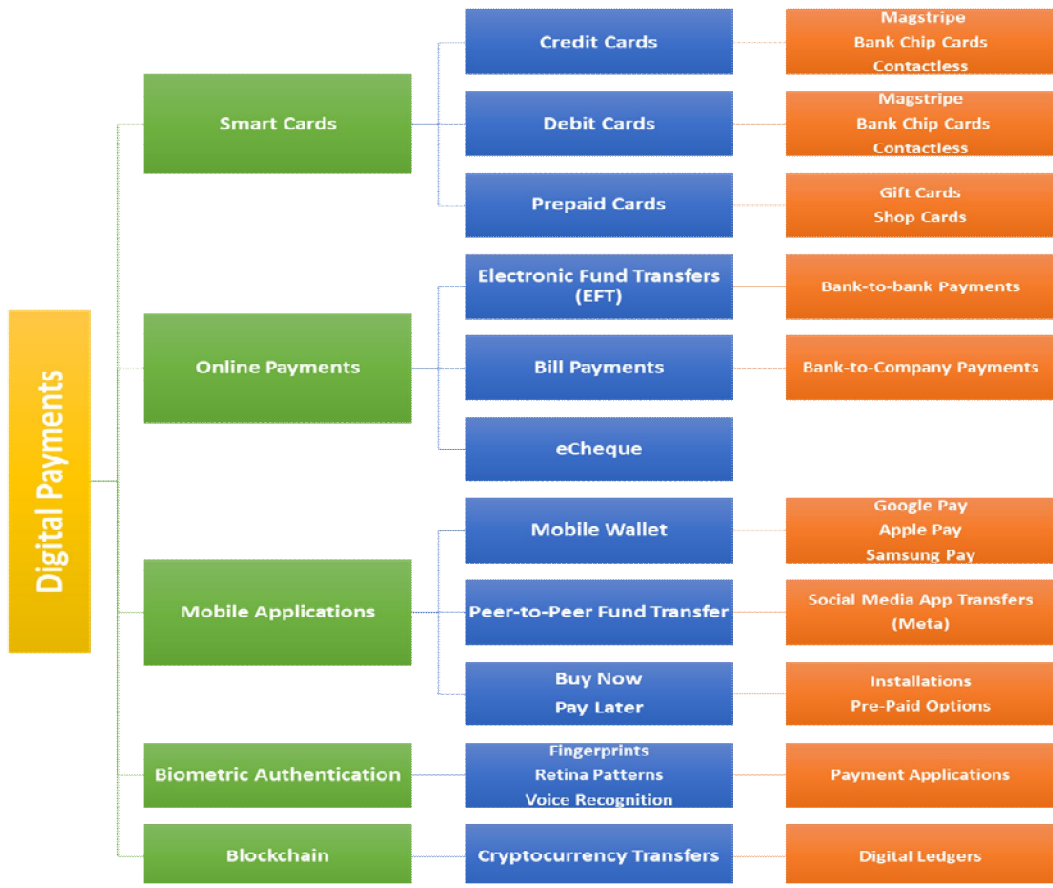 Digital Payments
Smart Cards
Credit Cards
Magstripe
Bank Chip Cards
Contactless
Debit Cards
Magstripe
Bank Chip Cards
Contactless
Prepaid Cards
Gift Cards
Shop Cards
Online Payments
Electronic Fund Transfers
(EFT)
Bank-to-bank Payments
Bill Payments
Bank-to-Company Payments
eCheque
Mobile Applications
Mobile Wallet
Google Pay
Apple Pay
Samsung Pay
Peer-to-Peer Fund Transfer
Social Media App Transfers
(Meta)
Buy Now
Pay Later
Installations
Pre-Paid Options
Biometric Authentication
Fingerprints
Retina Patterns
Voice Recognition
Payment Applications
Blockchain
Cryptocurrency Transfers
Digital Ledgers